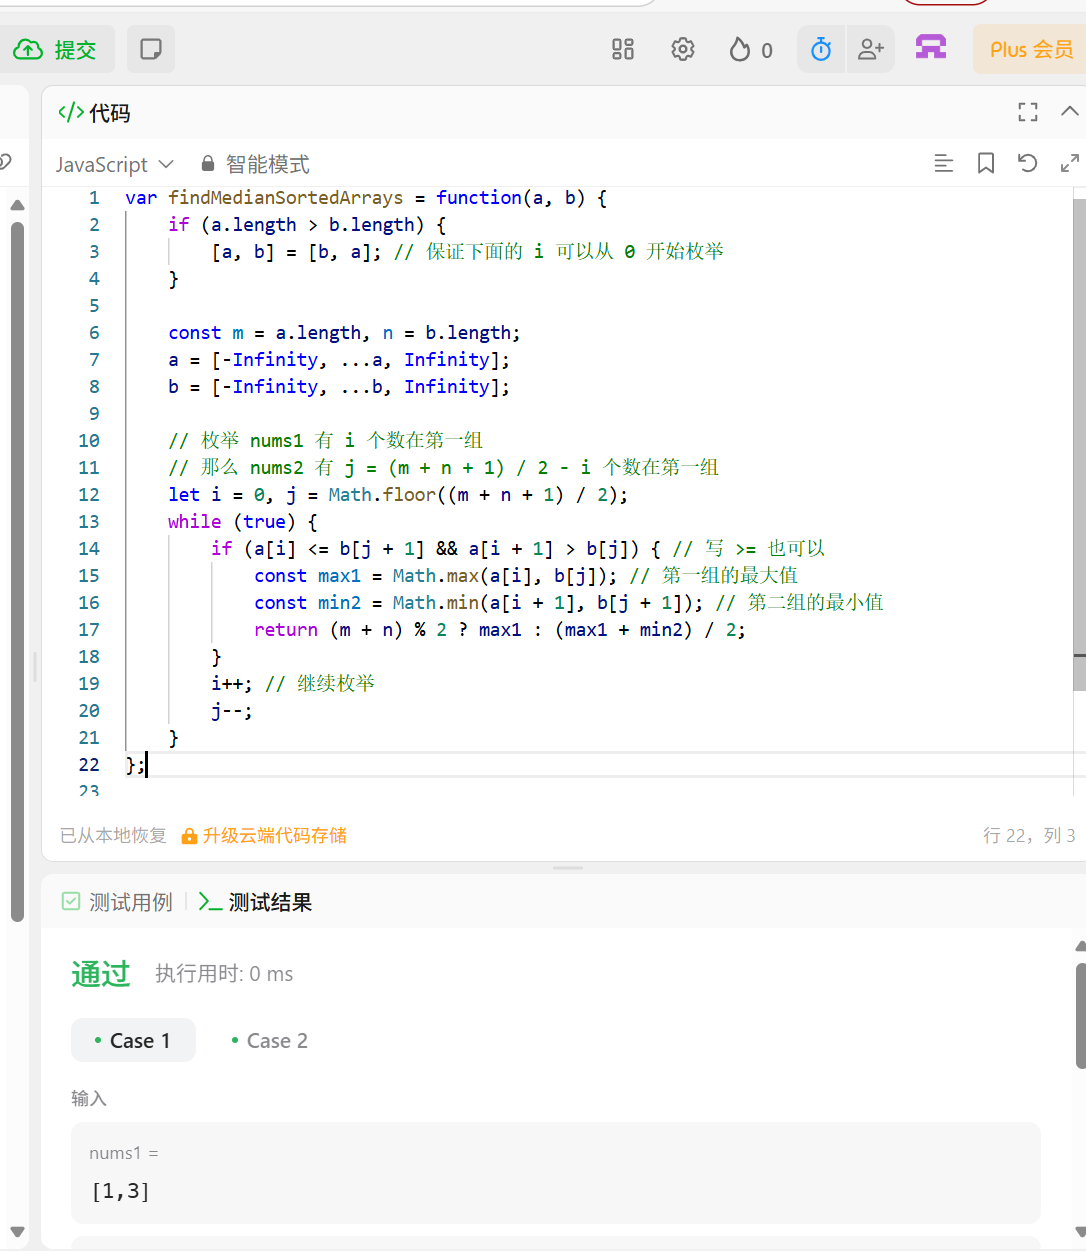 提交
0
Plus 会员
</> 代码
JavaScript 智能模式
1 var findMedianSortedArrays = function(a, b) {
2 if (a.length > b.length) {
3 [a, b] = [b, a]; // 保证下面的 i 可以从 0 开始枚举
4 }
5
6 const m = a.length, n = b.length;
7 a = [-Infinity, ...a, Infinity];
8 b = [-Infinity, ...b, Infinity];
9
10 // 枚举 nums1 有 i 个数在第一组
11 // 那么 nums2 有 j = (m + n + 1) / 2 - i 个数在第一组
12 let i = 0, j = Math.floor((m + n + 1) / 2);
13 while (true) {
14 if (a[i] <= b[j + 1] && a[i + 1] > b[j]) { // 写 >= 也可以
15 const max1 = Math.max(a[i], b[j]); // 第一组的最大值
16 const min2 = Math.min(a[i + 1], b[j + 1]); // 第二组的最小值
17 return (m + n) % 2 ? max1 : (max1 + min2) / 2;
18 }
19 i++; // 继续枚举
20 j--;
21 }
22 };
23
已从本地恢复 升级云端代码存储 行 22，列 3
测试用例 测试结果
通过 执行用时: 0 ms
Case 1 Case 2
输入
nums1 =
[1,3]